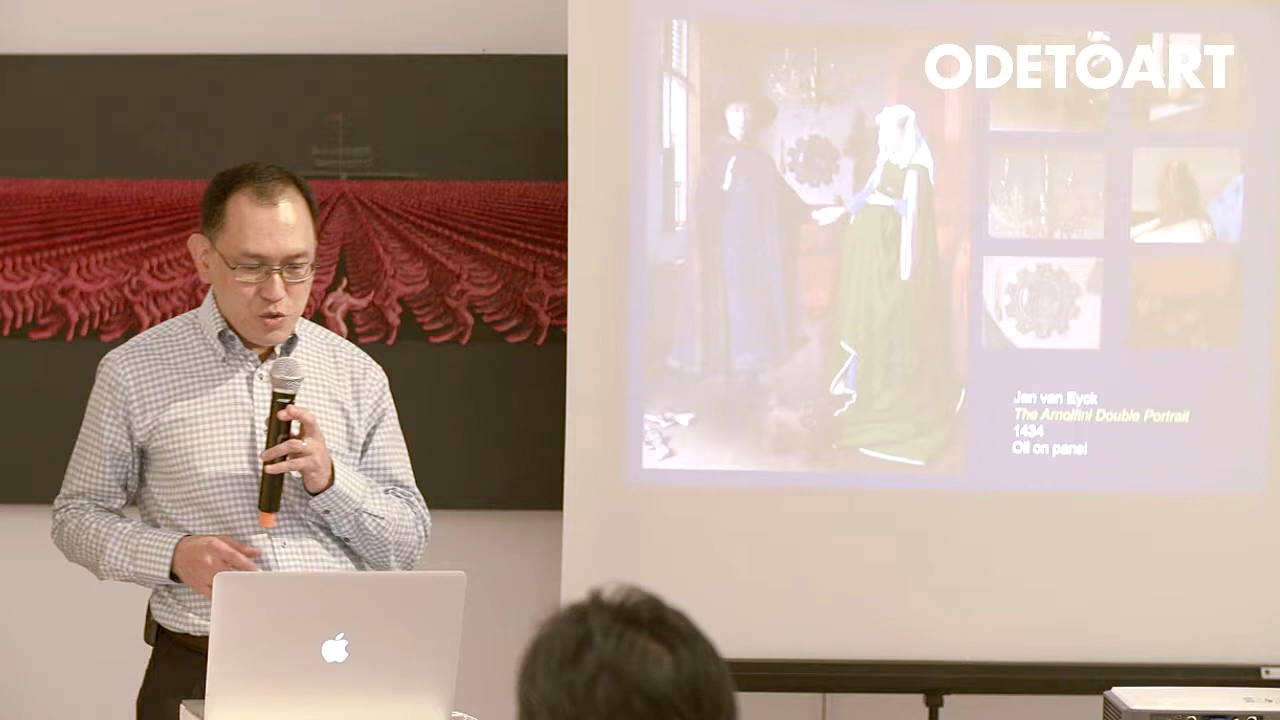 ODETOART
Jan van Eyck
The Arnolfini Double Portrait
1434
Oil on panel